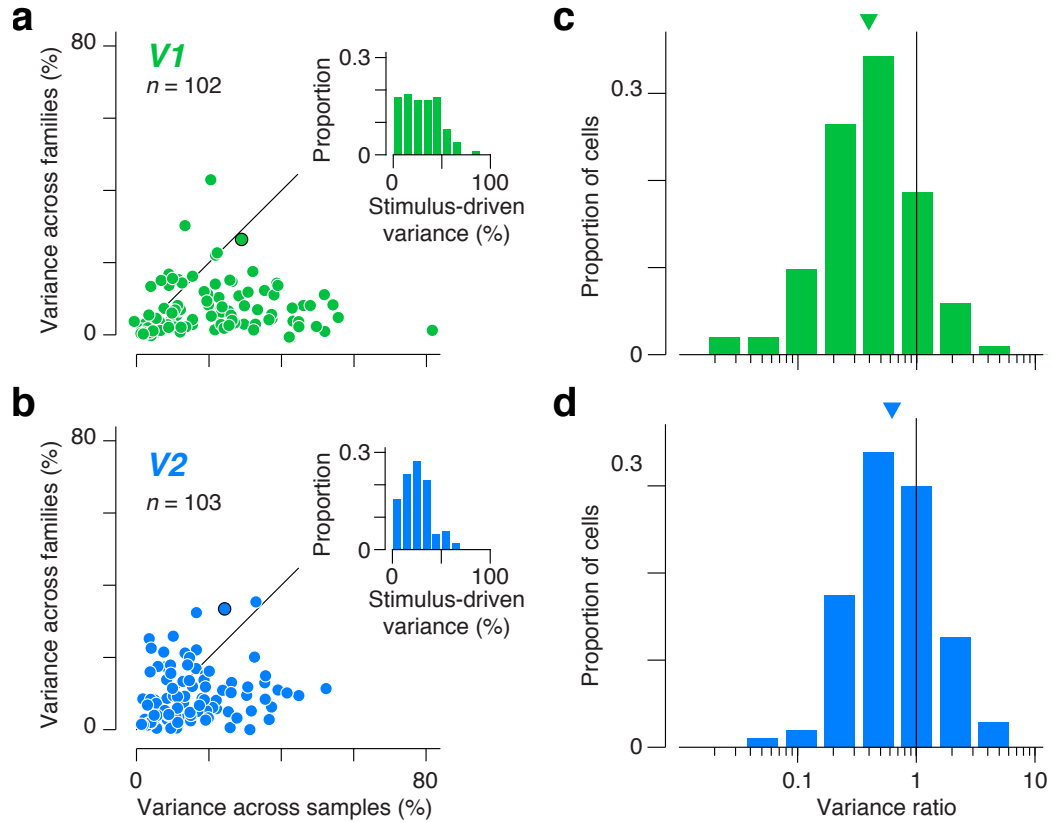 a
80
Variance across families (%)
0
V1
n = 102
0.3
Proportion
0
0
100
Stimulus-driven
variance (%)
c
0.3
Proportion of cells
0
b
80
Variance across families (%)
0
V2
n = 103
0.3
Proportion
0
0
100
Stimulus-driven
variance (%)
0
80
Variance across samples (%)
d
0.3
Proportion of cells
0
0.1
1
10
Variance ratio